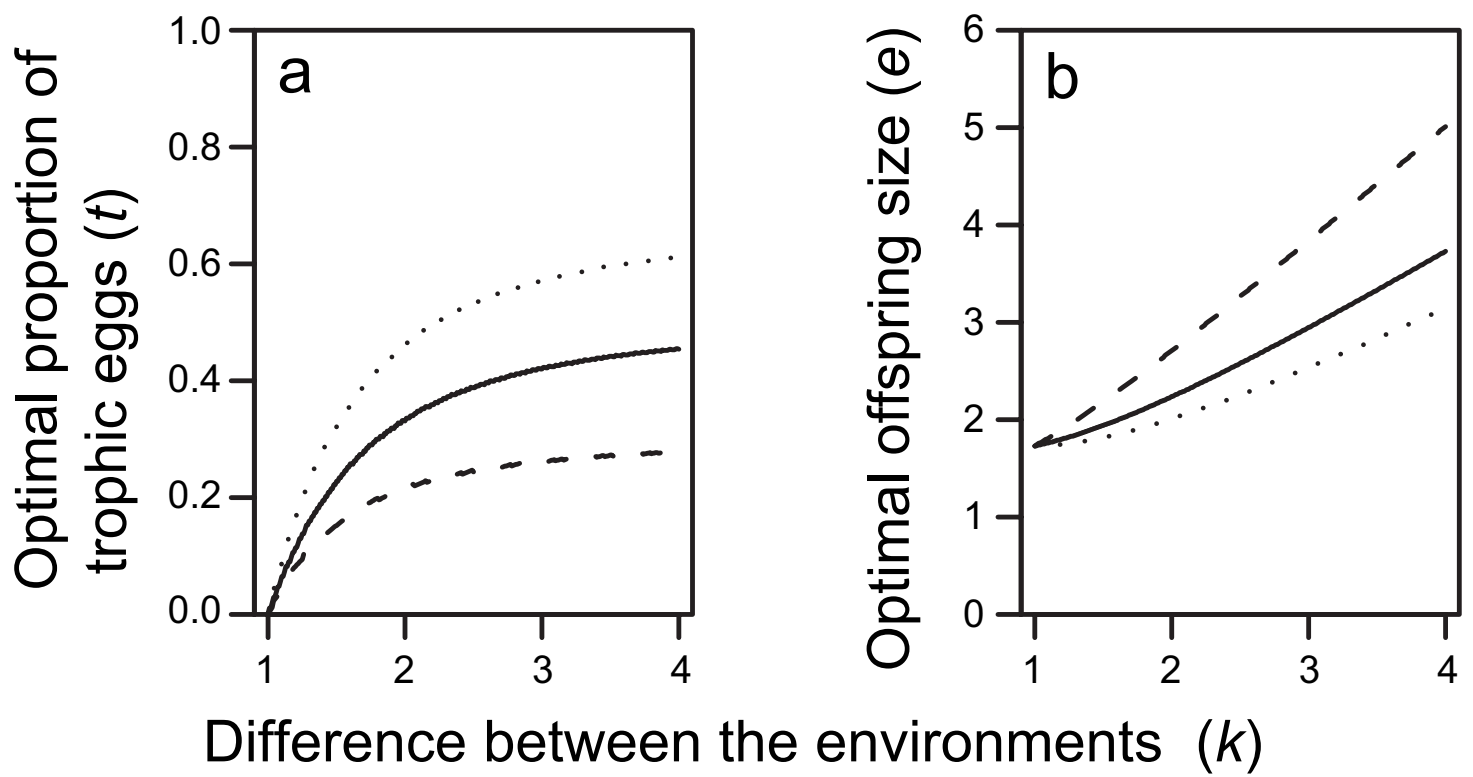 Optimal proportion of
trophic eggs (t)
1.0
0.8
0.6
0.4
0.2
0.0
a
1 2 3 4
Optimal offspring size (e)
6
5
4
3
2
1
0
b
1 2 3 4
Difference between the environments (k)